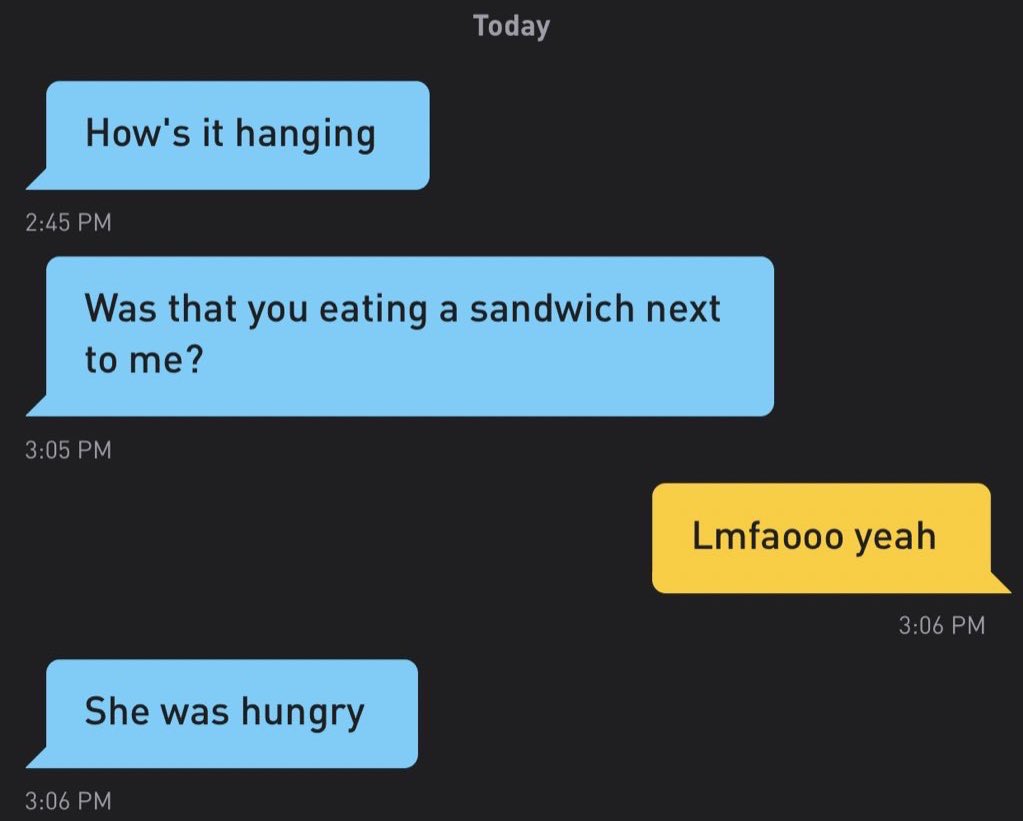 Today
How's it hanging
2:45 PM
Was that you eating a sandwich next
to me?
3:05 PM
Lmfaooo yeah
3:06 PM
She was hungry
3:06 PM